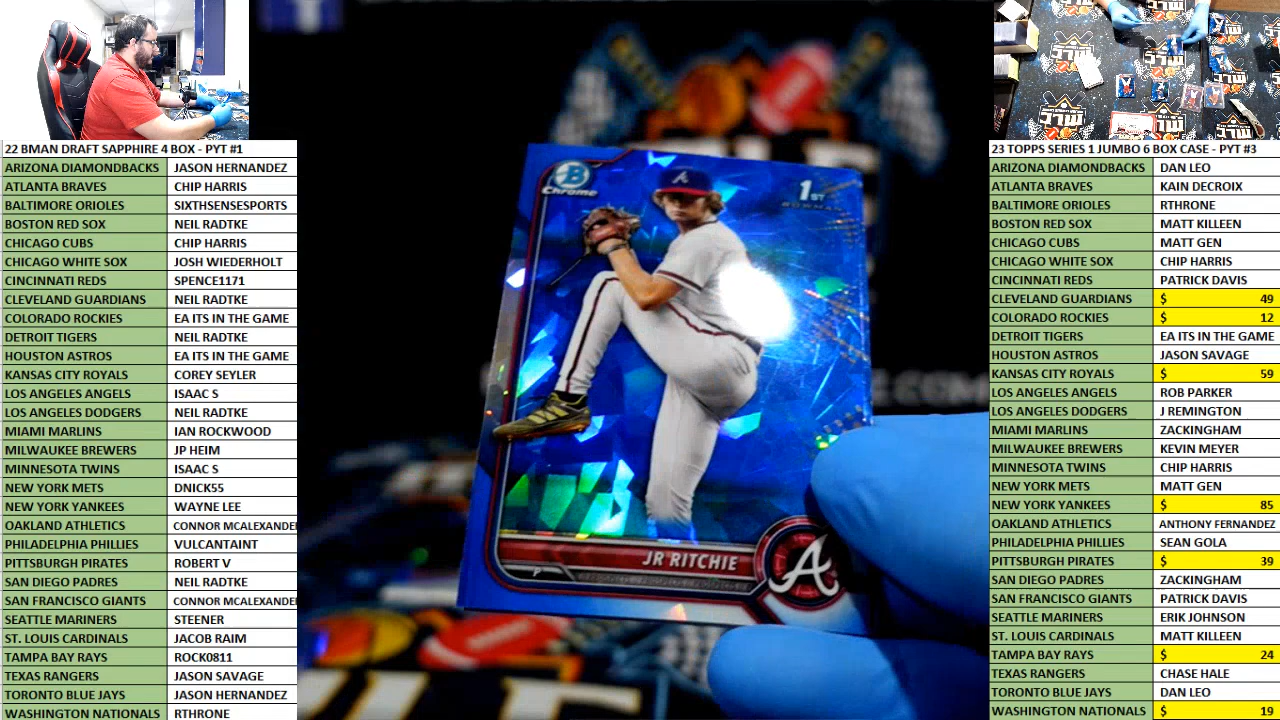 22 BMAN DRAFT SAPPHIRE 4 BOX - PYT #1
ARIZONA DIAMONDBACKS JASON HERNANDEZ
ATLANTA BRAVES CHIP HARRIS
BALTIMORE ORIOLES SIXTHSENSESPORTS
BOSTON RED SOX NEIL RADTKE
CHICAGO CUBS CHIP HARRIS
CHICAGO WHITE SOX JOSH WIEDERHOLT
CINCINNATI REDS SPENCE1171
CLEVELAND GUARDIANS NEIL RADTKE
COLORADO ROCKIES EA ITS IN THE GAME
DETROIT TIGERS NEIL RADTKE
HOUSTON ASTROS EA ITS IN THE GAME
KANSAS CITY ROYALS COREY SEYLER
LOS ANGELES ANGELS ISAAC S
LOS ANGELES DODGERS NEIL RADTKE
MIAMI MARLINS IAN ROCKWOOD
MILWAUKEE BREWERS JP HEIM
MINNESOTA TWINS ISAAC S
NEW YORK METS DNICK55
NEW YORK YANKEES WAYNE LEE
OAKLAND ATHLETICS CONNOR MCALEXANDE
PHILADELPHIA PHILLIES VULCANTAINT
PITTSBURGH PIRATES ROBERT V
SAN DIEGO PADRES NEIL RADTKE
SAN FRANCISCO GIANTS CONNOR MCALEXANDE
SEATTLE MARINERS STEENER
ST. LOUIS CARDINALS JACOB RAIM
TAMPA BAY RAYS ROCK0811
TEXAS RANGERS JASON SAVAGE
TORONTO BLUE JAYS JASON HERNANDEZ
WASHINGTON NATIONALS RTHRONE
B
Chrome
1ST
BOWMAN
A
JR RITCHIE
P
A
23 TOPPS SERIES 1 JUMBO 6 BOX CASE - PYT #3
ARIZONA DIAMONDBACKS DAN LEO
ATLANTA BRAVES KAIN DECROIX
BALTIMORE ORIOLES RTHRONE
BOSTON RED SOX MATT KILLEEN
CHICAGO CUBS MATT GEN
CHICAGO WHITE SOX CHIP HARRIS
CINCINNATI REDS PATRICK DAVIS
CLEVELAND GUARDIANS $ 49
COLORADO ROCKIES $ 12
DETROIT TIGERS EA ITS IN THE GAME
HOUSTON ASTROS JASON SAVAGE
KANSAS CITY ROYALS $ 59
LOS ANGELES ANGELS ROB PARKER
LOS ANGELES DODGERS J REMINGTON
MIAMI MARLINS ZACKINGHAM
MILWAUKEE BREWERS KEVIN MEYER
MINNESOTA TWINS CHIP HARRIS
NEW YORK METS MATT GEN
NEW YORK YANKEES $ 85
OAKLAND ATHLETICS ANTHONY FERNANDEZ
PHILADELPHIA PHILLIES SEAN GOLA
PITTSBURGH PIRATES $ 39
SAN DIEGO PADRES ZACKINGHAM
SAN FRANCISCO GIANTS PATRICK DAVIS
SEATTLE MARINERS ERIK JOHNSON
ST. LOUIS CARDINALS MATT KILLEEN
TAMPA BAY RAYS $ 24
TEXAS RANGERS CHASE HALE
TORONTO BLUE JAYS DAN LEO
WASHINGTON NATIONALS $ 19